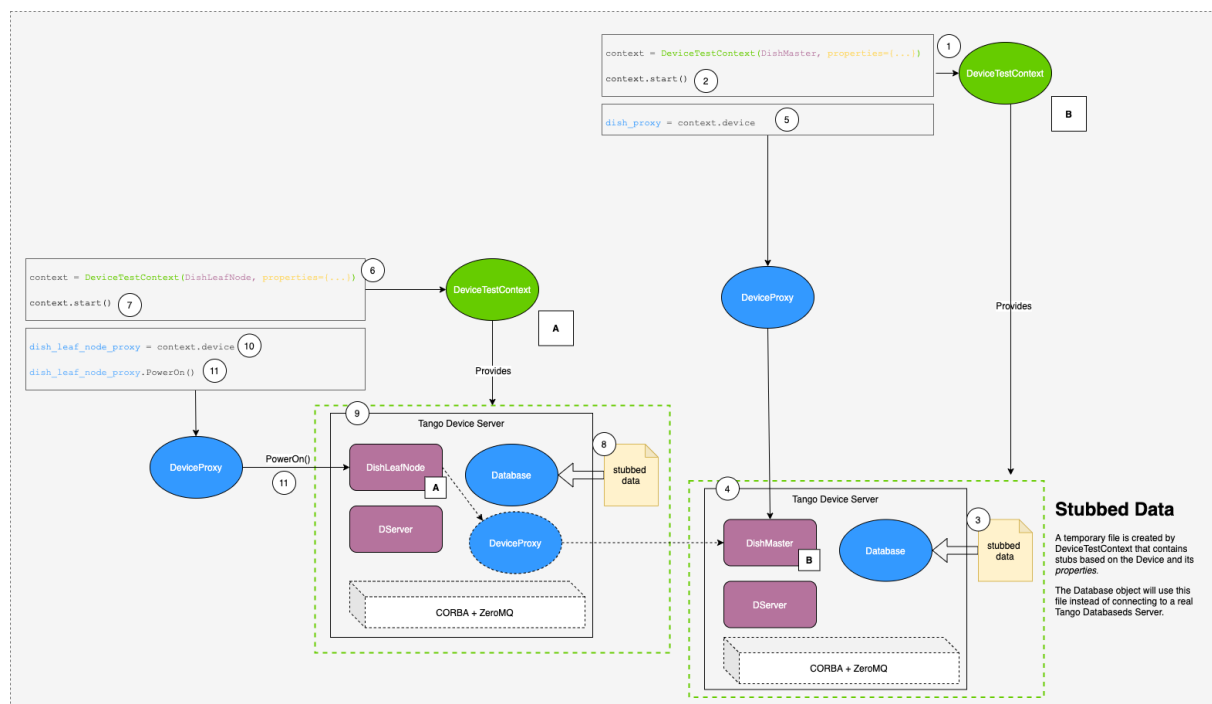 context = DeviceTestContext(DishMaster, properties={...})
1
context.start()
2
DeviceTestContext
B
dish_proxy = context.device
5
context = DeviceTestContext(DishLeafNode, properties={...})
6
context.start()
7
DeviceTestContext
A
DeviceProxy
Provides
dish_leaf_node_proxy = context.device
10
dish_leaf_node_proxy.PowerOn()
11
Provides
9
Tango Device Server
DeviceProxy
PowerOn()
11
DishLeafNode
A
Database
8
stubbed
data
DServer
DeviceProxy
CORBA + ZeroMQ
4
Tango Device Server
DishMaster
B
Database
3
stubbed
data
DServer
CORBA + ZeroMQ
Stubbed Data
A temporary file is created by
DeviceTestContext that contains
stubs based on the Device and its
properties.
The Database object will use this
file instead of connecting to a real
Tango Databaseds Server.